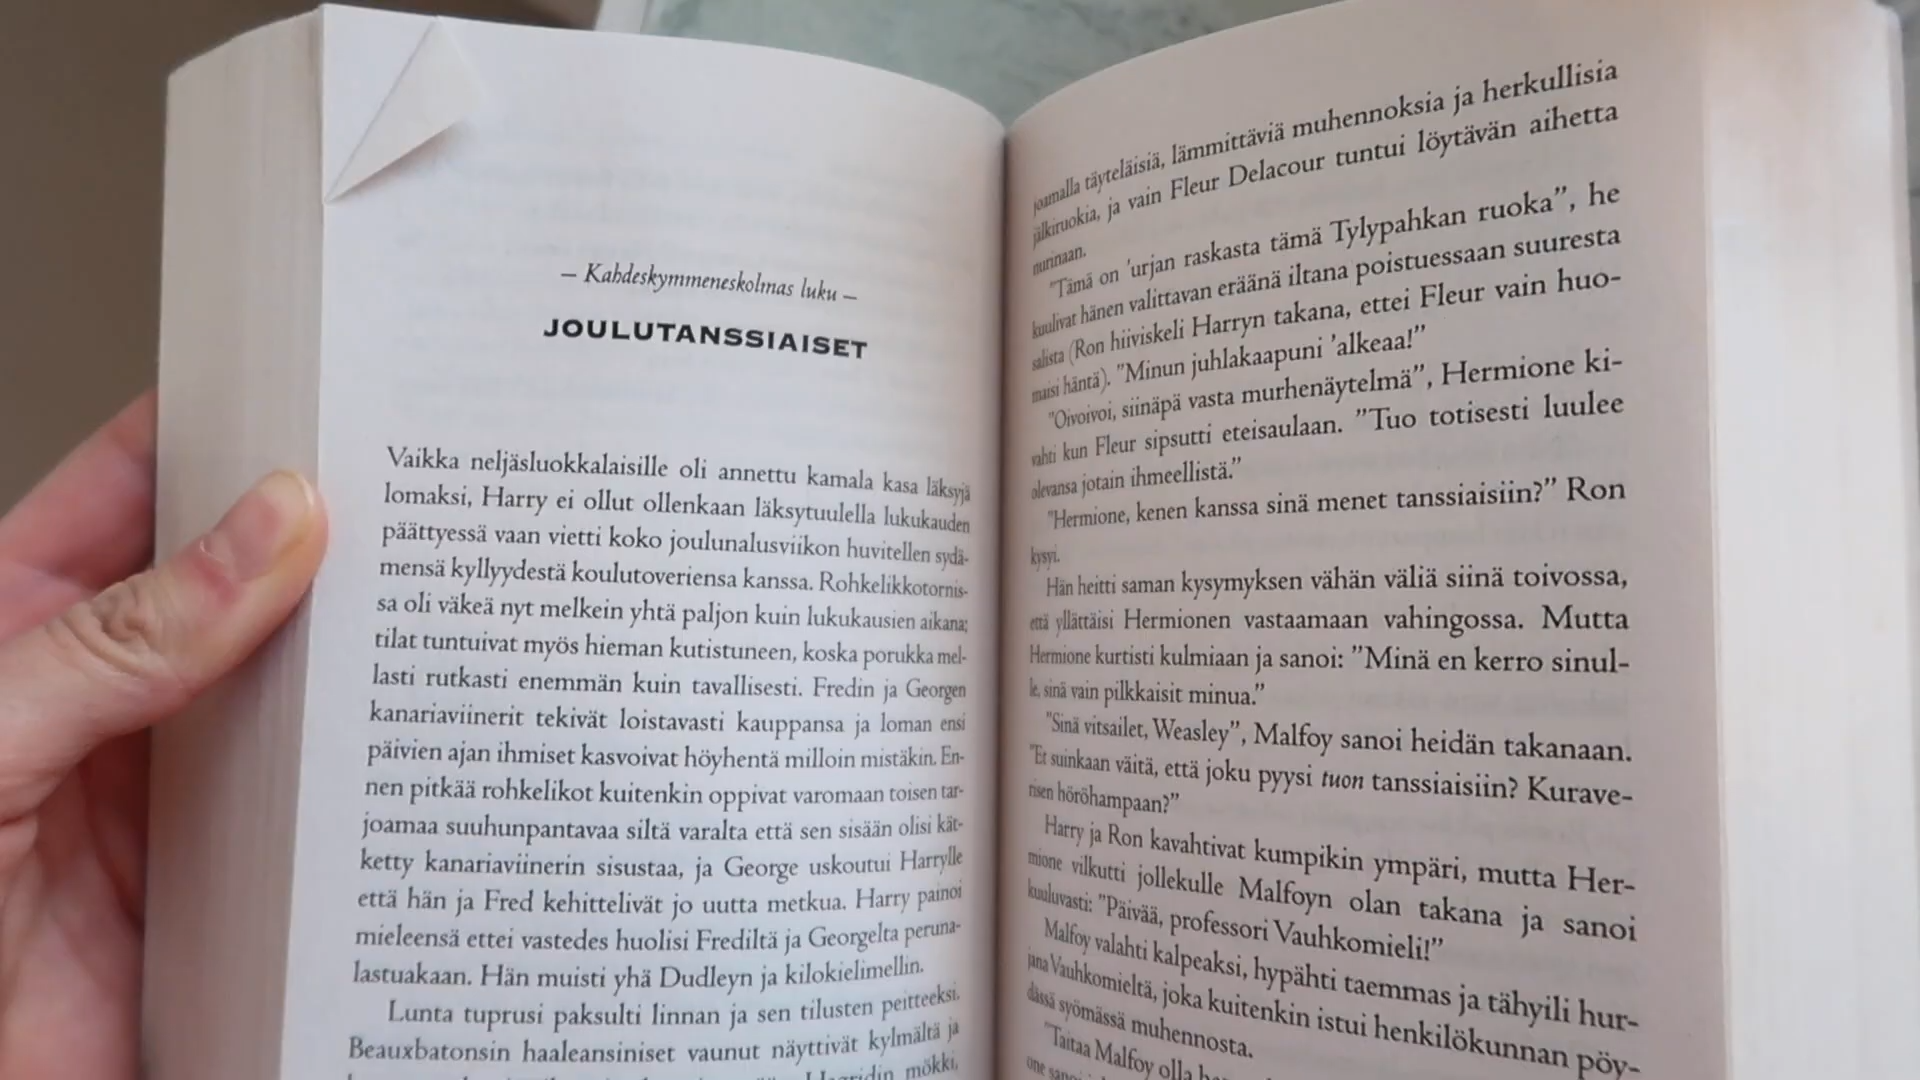 – Kahdeskymmeneskolmas luku –
JOULUTANSSIAISET
Vaikka neljäsluokkalaisille oli annettu kamala kasa läksyjä
lomaksi, Harry ei ollut ollenkaan läksytuulella lukukauden
päättyessä vaan vietti koko joulunalusviikon huvitellen sydä-
mensä kyllyydestä koulutoveriensa kanssa. Rohkelikkotornis-
sa oli väkeä nyt melkein yhtä paljon kuin lukukausien aikana;
tilat tuntuivat myös hieman kutistuneen, koska porukka mel-
lasti rutkasti enemmän kuin tavallisesti. Fredin ja Georgen
kanariaviinerit tekivät loistavasti kauppansa ja loman ensi
päivien ajan ihmiset kasvoivat höyhentä milloin mistäkin. En-
nen pitkää rohkelikot kuitenkin oppivat varomaan toisen tar-
joamaa suuhunpantavaa siltä varalta että sen sisään olisi kät-
ketty kanariaviinerin sisustaa, ja George uskoutui Harrylle
että hän ja Fred kehittelivät jo uutta metkua. Harry painoi
mieleensä ettei vastedes huolisi Frediltä ja Georgelta peruna-
lastuakaan. Hän muisti yhä Dudleyn ja kilokielimellin.
Lunta tuprusi paksulti linnan ja sen tilusten peitteeksi.
Beauxbatonsin haaleansiniset vaunut näyttivät kylmältä ja
mökki,
joamalla täyteläisiä, lämmittäviä muhennoksia ja herkullisia
jälkiruokia, ja vain Fleur Delacour tuntui löytävän aihetta
nurinaan.
"Tämä on 'urjan raskasta tämä Tylypahkan ruoka", he
kuulivat hänen valittavan eräänä iltana poistuessaan suuresta
salista (Ron hiiviskeli Harryn takana, ettei Fleur vain huo-
maisi häntä). "Minun juhlakaapuni 'alkeaa!"
"Oivoivoi, siinäpä vasta murhenäytelmä", Hermione ki-
vahti kun Fleur sipsutti eteisaulaan. "Tuo totisesti luulee
olevansa jotain ihmeellistä."
"Hermione, kenen kanssa sinä menet tanssiaisiin?" Ron
kysyi.
Hän heitti saman kysymyksen vähän väliä siinä toivossa,
että yllättäisi Hermionen vastaamaan vahingossa. Mutta
Hermione kurtisti kulmiaan ja sanoi: "Minä en kerro sinul-
le, sinä vain pilkkaisit minua."
"Sinä vitsailet, Weasley", Malfoy sanoi heidän takanaan.
"Et suinkaan väitä, että joku pyysi tuon tanssiaisiin? Kurave-
risen höröhampaan?"
Harry ja Ron kavahtivat kumpikin ympäri, mutta Her-
mione vilkutti jollekulle Malfoyn olan takana ja sanoi
kuuluvasti: "Päivää, professori Vauhkomieli!"
Malfoy valahti kalpeaksi, hypähti taemmas ja tähyili hur-
jana Vauhkomieltä, joka kuitenkin istui henkilökunnan pöy-
dässä syömässä muhennosta.
"Taitaa Malfoy olla